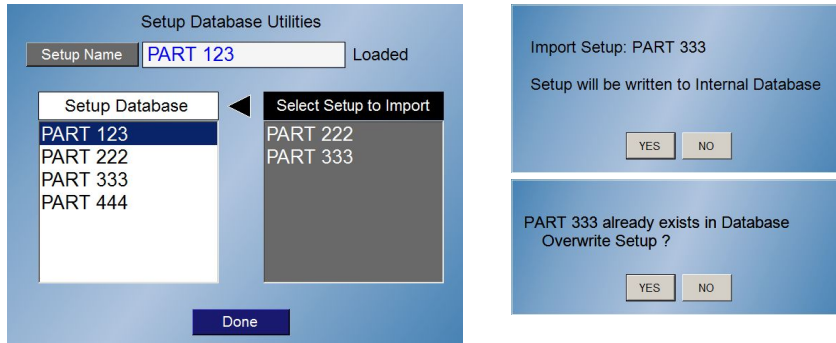 Setup Database Utilities
Setup Name PART 123 Loaded
Setup Database
PART 123
PART 222
PART 333
PART 444
Select Setup to Import
PART 222
PART 333
Done
Import Setup: PART 333
Setup will be written to Internal Database
YES NO
PART 333 already exists in Database
Overwrite Setup ?
YES NO